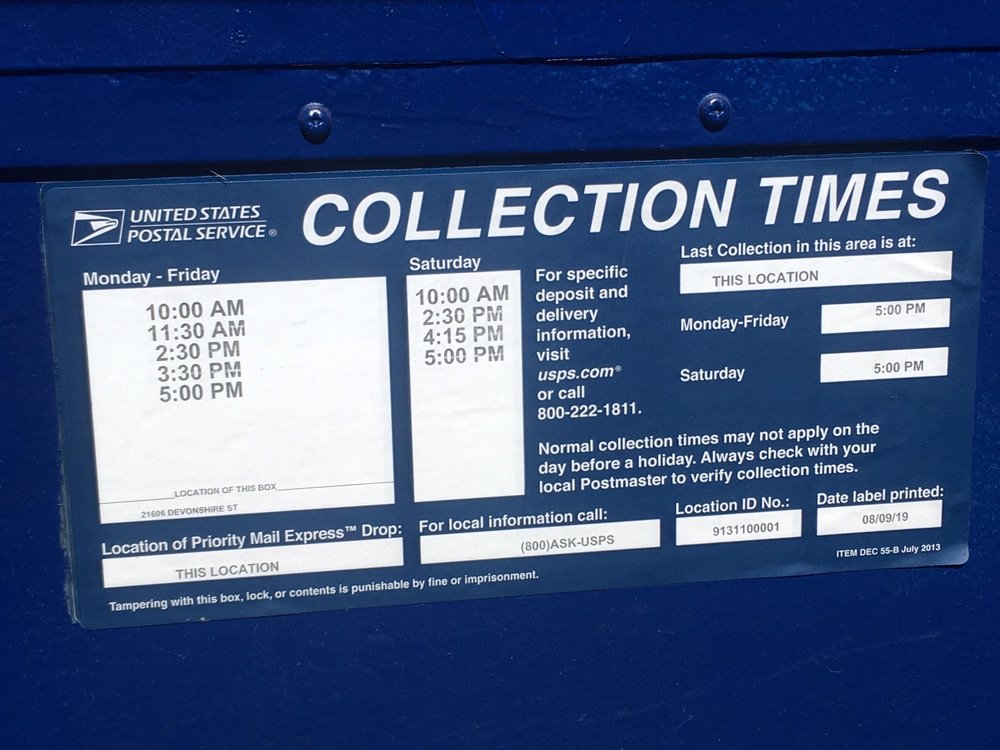 UNITED STATES
POSTAL SERVICE®
COLLECTION TIMES
Monday - Friday
10:00 AM
11:30 AM
2:30 PM
3:30 PM
5:00 PM
LOCATION OF THIS BOX
21606 DEVONSHIRE ST
Saturday
10:00 AM
2:30 PM
4:15 PM
5:00 PM
For specific
deposit and
delivery
information,
visit
usps.com®
or call
800-222-1811.
Last Collection in this area is at:
THIS LOCATION
Monday-Friday
5:00 PM
Saturday
5:00 PM
Normal collection times may not apply on the
day before a holiday. Always check with your
local Postmaster to verify collection times.
Location of Priority Mail Express™ Drop:
THIS LOCATION
For local information call:
(800)ASK-USPS
Location ID No.:
9131100001
Date label printed:
08/09/19
ITEM DEC 55-B July 2013
Tampering with this box, lock, or contents is punishable by fine or imprisonment.